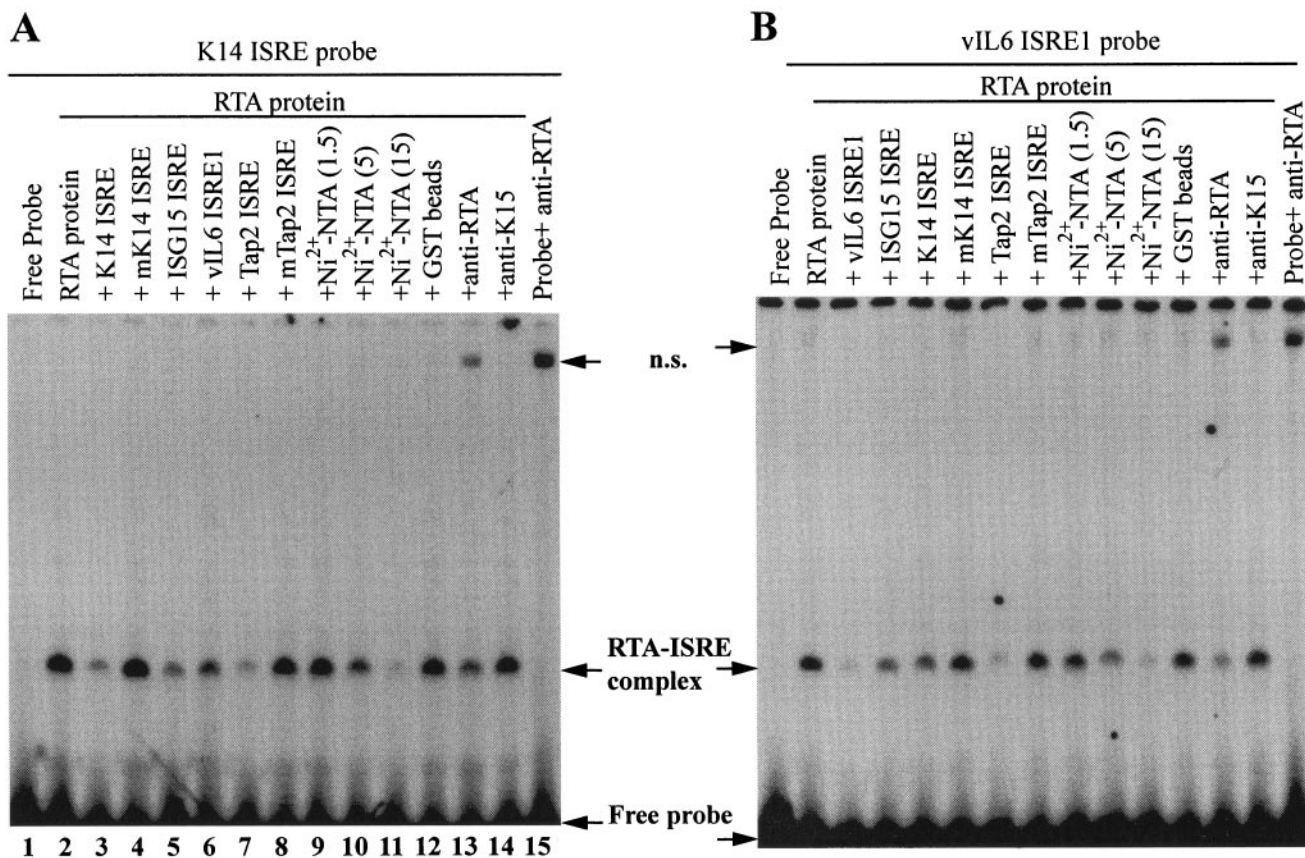 A
K14 ISRE probe
RTA protein
Free Probe
RTA protein
+ K14 ISRE
+ mK14 ISRE
+ ISG15 ISRE
+ vIL6 ISRE1
+ Tap2 ISRE
+ mTap2 ISRE
+Ni2+-NTA (1.5)
+Ni2+-NTA (5)
+Ni2+-NTA (15)
+ GST beads
+anti-RTA
+anti-K15
Probe+ anti-RTA
B
vIL6 ISRE1 probe
RTA protein
Free Probe
RTA protein
+ vIL6 ISRE1
+ ISG15 ISRE
+ K14 ISRE
+ mK14 ISRE
+ Tap2 ISRE
+ mTap2 ISRE
+Ni2+-NTA (1.5)
+Ni2+-NTA (5)
+Ni2+-NTA (15)
+ GST beads
+anti-RTA
+anti-K15
Probe+ anti-RTA
n.s.
RTA-ISRE
complex
Free probe
1 2 3 4 5 6 7 8 9 10 11 12 13 14 15